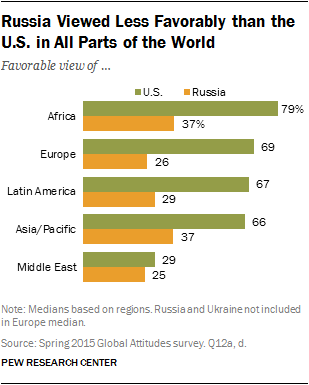 Russia Viewed Less Favorably than the
U.S. in All Parts of the World
Favorable view of ...
U.S. Russia
Africa 79% 37%
Europe 69 26
Latin America 67 29
Asia/Pacific 66 37
Middle East 29 25
Note: Medians based on regions. Russia and Ukraine not included
in Europe median.
Source: Spring 2015 Global Attitudes survey. Q12a, d.
PEW RESEARCH CENTER